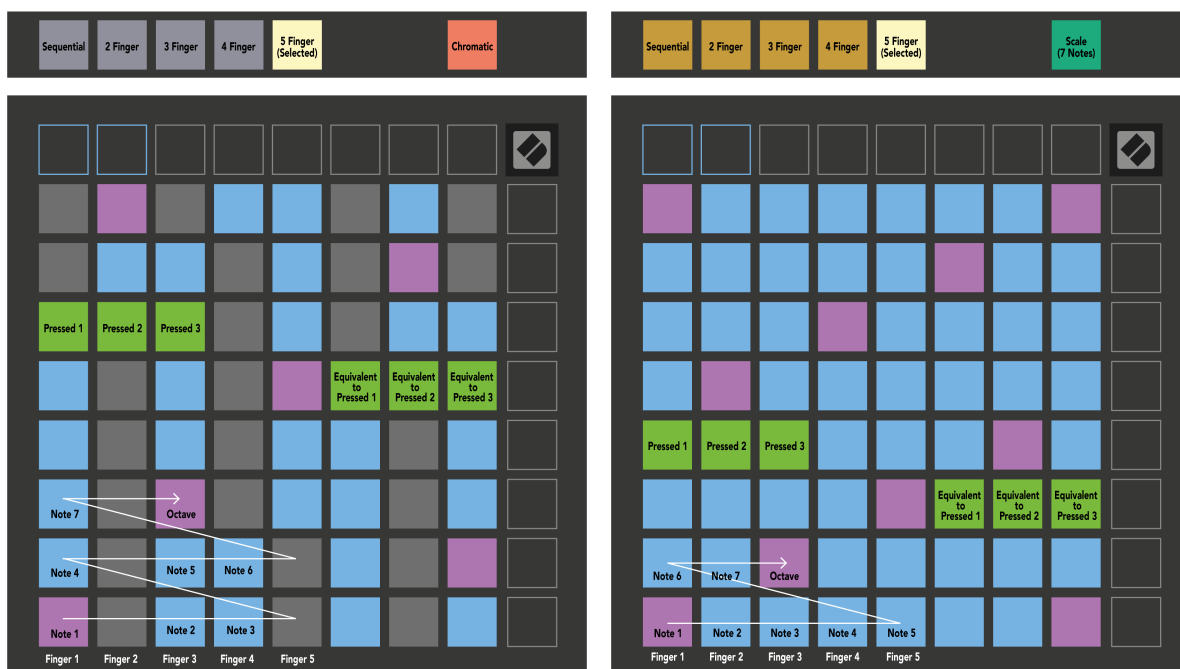 Sequential
2 Finger
3 Finger
4 Finger
5 Finger
(Selected)
Chromatic
Pressed 1
Pressed 2
Pressed 3
Equivalent
to
Pressed 1
Equivalent
to
Pressed 2
Equivalent
to
Pressed 3
Note 7
Octave
Note 4
Note 5
Note 6
Note 1
Note 2
Note 3
Finger 1
Finger 2
Finger 3
Finger 4
Finger 5
Sequential
2 Finger
3 Finger
4 Finger
5 Finger
(Selected)
Scale
(7 Notes)
Pressed 1
Pressed 2
Pressed 3
Equivalent
to
Pressed 1
Equivalent
to
Pressed 2
Equivalent
to
Pressed 3
Note 6
Note 7
Octave
Note 1
Note 2
Note 3
Note 4
Note 5
Finger 1
Finger 2
Finger 3
Finger 4
Finger 5